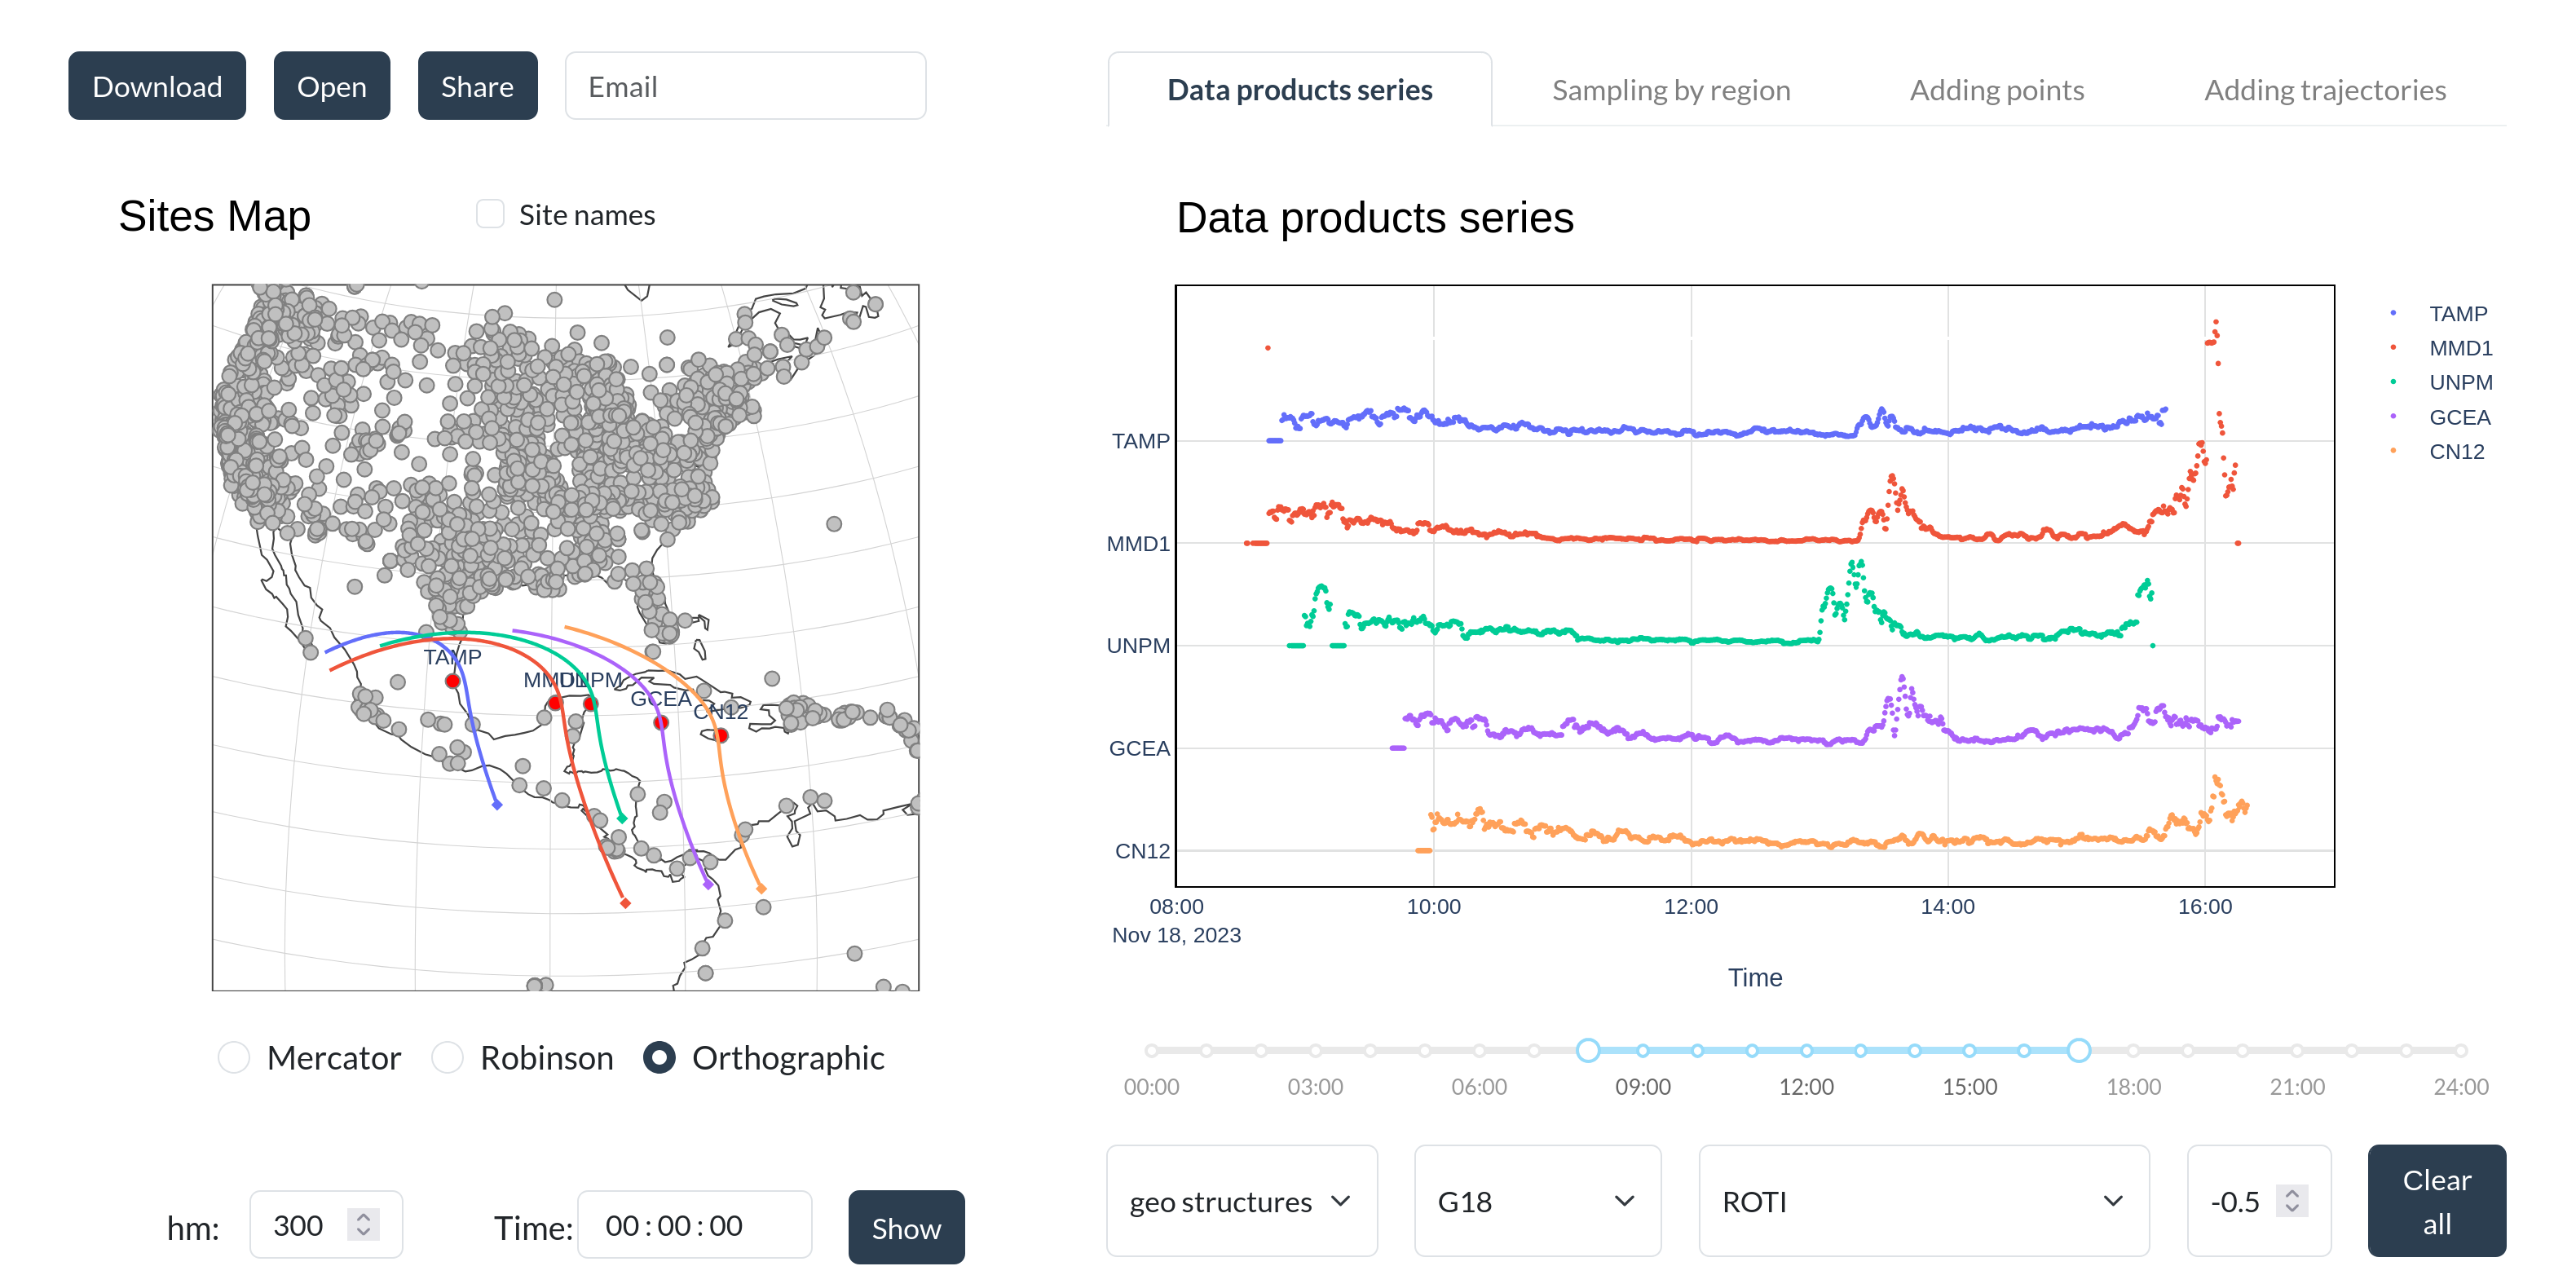 Download
Open
Share
Email
Data products series
Sampling by region
Adding points
Adding trajectories
Sites Map
Site names
Data products series
TAMP
MMD1
UNPM
GCEA
CN12
TAMP
MMD1
UNPM
GCEA
CN12
TAMP
MMD1
UNPM
GCEA
CN12
08:00
10:00
12:00
14:00
16:00
Nov 18, 2023
Time
Mercator
Robinson
Orthographic
00:00
03:00
06:00
09:00
12:00
15:00
18:00
21:00
24:00
hm:
300
Time:
00:00:00
Show
geo structures
G18
ROTI
-0.5
Clear
all